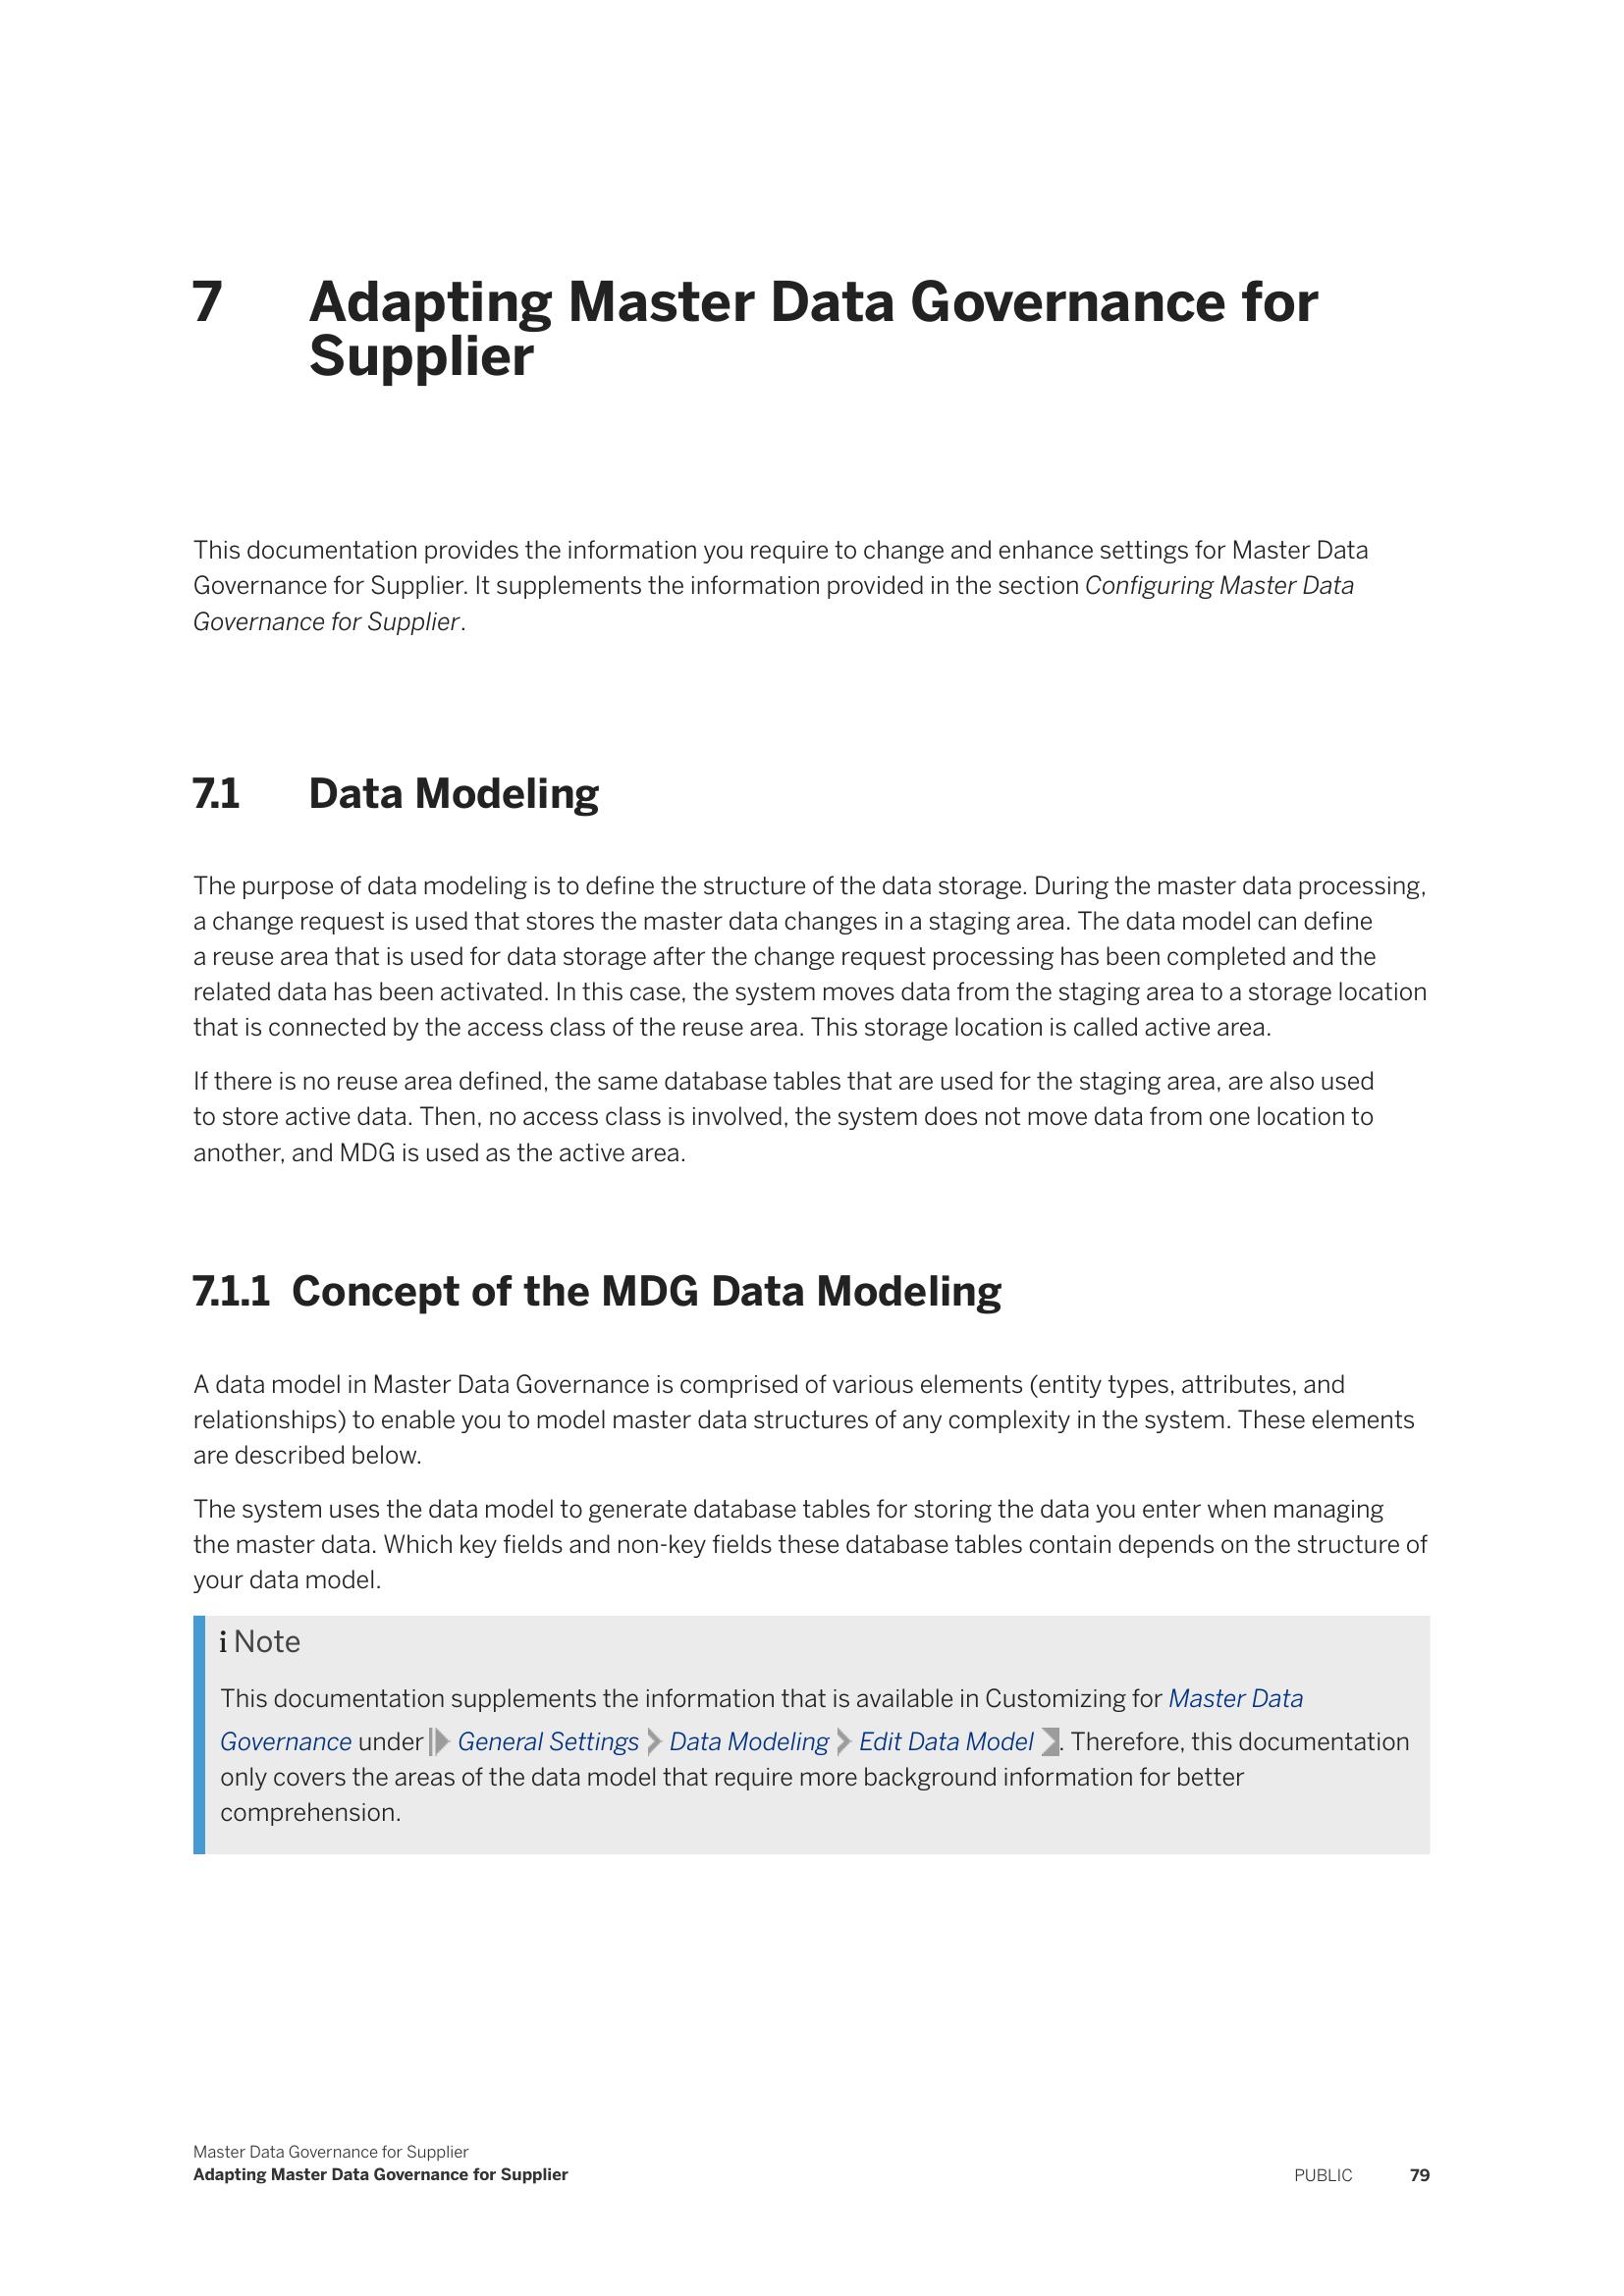 7 Adapting Master Data Governance for
Supplier
This documentation provides the information you require to change and enhance settings for Master Data
Governance for Supplier. It supplements the information provided in the section Configuring Master Data
Governance for Supplier.
7.1 Data Modeling
The purpose of data modeling is to define the structure of the data storage. During the master data processing,
a change request is used that stores the master data changes in a staging area. The data model can define
a reuse area that is used for data storage after the change request processing has been completed and the
related data has been activated. In this case, the system moves data from the staging area to a storage location
that is connected by the access class of the reuse area. This storage location is called active area.
If there is no reuse area defined, the same database tables that are used for the staging area, are also used
to store active data. Then, no access class is involved, the system does not move data from one location to
another, and MDG is used as the active area.
7.1.1 Concept of the MDG Data Modeling
A data model in Master Data Governance is comprised of various elements (entity types, attributes, and
relationships) to enable you to model master data structures of any complexity in the system. These elements
are described below.
The system uses the data model to generate database tables for storing the data you enter when managing
the master data. Which key fields and non-key fields these database tables contain depends on the structure of
your data model.
i Note
This documentation supplements the information that is available in Customizing for Master Data
Governance under General Settings Data Modeling Edit Data Model . Therefore, this documentation
only covers the areas of the data model that require more background information for better
comprehension.
Master Data Governance for Supplier
Adapting Master Data Governance for Supplier PUBLIC 79